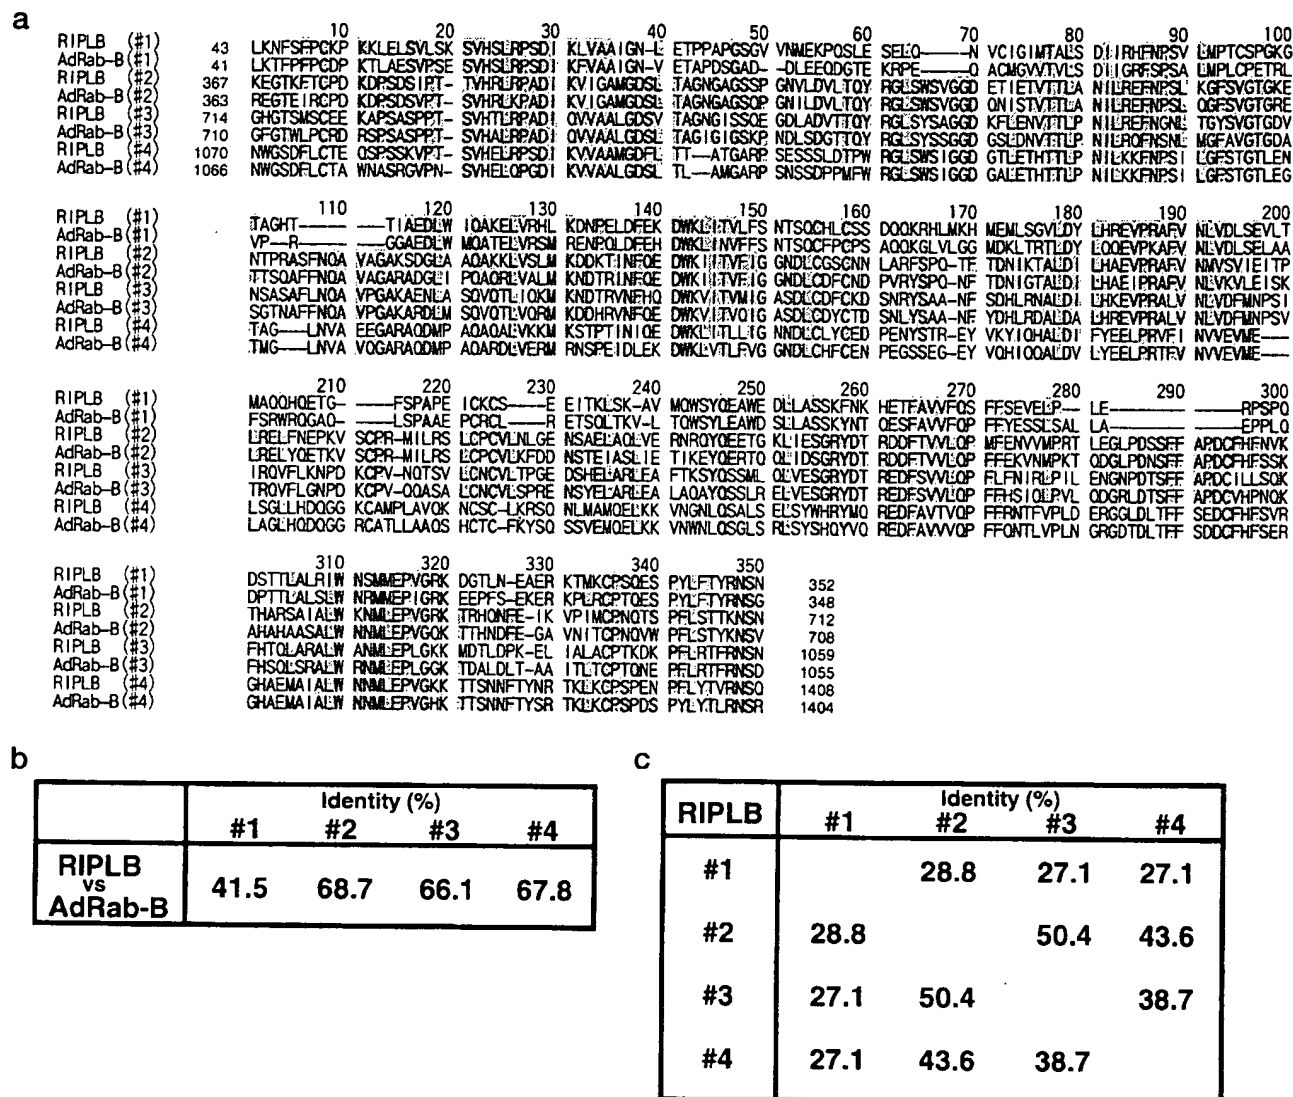 a
10 20 30 40 50 60 70 80 90 100
RIPLB (#1) 43 LKNFSFPCKP KKLELSVLSK SVHSLRPSDI KLVAAIGN-L ETPPAPGSGV VNMEKPQSLE SELQ----N VCIGIMTALS DIIRHFNPSV LMPTCSPGKG
AdRab-B(#1) 41 LKTFPFPCDP KTLAESVPSE SVHSLRPSDI KFVAAIGN-V ETAPDSGAD- DLEEQDGTE KRPE----Q ACMGVVTVLS DIIGRFSPSA LMPLCPETRL
RIPLB (#2) 367 KEGTKFTCPD KDPSDSIPT- TVHRLRPADI KVIGAMGDSL TAGNGAGSSP GNVLDVLTQY RGLSWSVGGD ETIETVTTLP NILREFNPSL KGFSVGTGKE
AdRab-B(#2) 363 REGTEIRCPD KDPSDSVPT- SVHRLRPADI KVIGALGDSL TAGNGAGSSP GNVLDVLTQY RGLSWSVGGD QNISTVTTLA NILREFNPSL QGFSVGTGRE
RIPLB (#3) 714 GHGTSMSCEE KAPSASPPT- SVHTLRPADI QVVAALGDSV TAGNGISSQE GDLADVTTQY RGLSYSAGGD KFLENVTTLP NILREFNGNL TGYSVGTGDV
AdRab-B(#3) 710 GFGTWLPCRD RSPSASPPT- SVHALRPADI QVVAALGDSL TAGIGIGSKP NDLSDGTTQY RGLSYSSGGD GSLDNVTTLP NILRQFNSNL MGFAVGTGDA
RIPLB (#4) 1070 NWGSDFLCTE QSPSSKVPT- SVHELRPSDI KVVAAMGDFL TT--ATGARP SESSSLDTPW RGLSWSIGGD GTLETHTTLP NILKKFNPSI LGFSTGTLEN
AdRab-B(#4) 1066 NWGSDFLCTA WNASRGVPN- SVHELQPGDI KVVAALGDSL TL--AMGARP SNSSDPPMFW RGLSWSIGGD GALETHTTLP NILKKFNPSI LGFSTGTLEG
110 120 130 140 150 160 170 180 190 200
RIPLB (#1) TAGHT----- ---TIAEDLW IQAKELVRHL KDNPELDFEK DWKLITVLFS NTSQCHLCSS DQQKRHLMKH MEMLSGVLDY LHREVPRAFV NLVDLSEVLT
AdRab-B(#1) VP--R----- ---GGAEDLW MQATELVRSM RENPQLDFEH DWKLINVFFS NTSQCFPCPS AQQKGLVLGG MDKLTRTLDY LQQEVPKAFV NLVDLSELAA
RIPLB (#2) NTPRASFNQA VAGAKSDGLA AQAKKLVSLM KDDKTINFQE DWKIITVFIG GNDLCGSCNN LARFSPQ-TF TDNIKTALDI LHAEVPRAFV NMVSVIEITP
AdRab-B(#2) TTSQAFFNQA VAGARADGLI PQAQRLVALM KNDTRINFQE DWKIITVFIG GNDLCDFCND PVRYSPQ-NF TDNIGTALDI LHAEIPRAFV NLVKVLEISK
RIPLB (#3) NSASAFLNQA VPGAKAENLA SQVQTLIQKM KNDTRVNFHQ DWKVITVMIG ASDLCDFCKD SNRYSAA-NF SDHLRNALDI LHKEVPRALV NLVDFMNPSI
AdRab-B(#3) SGTNAFFNQA VPGAKARDLM SQVQTLVQRM KDDHRVNFHQ DWKVITVQIG GSDLCDYCTD SNLYSAA-NF YDHLRDALDA LHREVPRALV NLVDFMNPSV
RIPLB (#4) TAG---LNVA EEGARAQDMP AQAQALVKKM KSTPTINIQE DWKLITLLIG NNDLCLYCED PENYSTR-EY VKYIQHALDI FYEELPRVFI NVVEVME---
AdRab-B(#4) TMG---LNVA VQGARAQDMP AQARDLVERM RNSPEIDLEK DWKLVTLFVG GNDLCHFCEN PEGSSEG-EY VQHIQQALDV LYEELPRTFV NVVEVME---
210 220 230 240 250 260 270 280 290 300
RIPLB (#1) MAQQHQETG- ----FSPAPE ICKCS----E EITKLSK-AV MQWSYQEAWE DLLASSKFNK HETFAVVFQS FFSEVELP-- LE-------- -----RPSPQ
AdRab-B(#1) FSRWRQGAQ- ----LSPAAE PCRCL----R ETSQLTKV-L TQWSYLEAWD SLLASSKYNT QESFAVVFQP FFYESSLSAL LA-------- -----EPPLQ
RIPLB (#2) LRELFNEPKV SCPR-MILRS LCPCVLNLGE NSAELAQLVE RNRQYQEETG KLIESGRYDT RDDFTVVLQP MFENVVMPRT LEGLPDSSFF APDCFHFNVK
AdRab-B(#2) LRELYQETKV SCPR-MILRS LCPCVLKFDD NSTEIASLIE TIKEYQERTQ QLIDSGRYDT RDDFTVVLQP FFEKVNMPKT QDGLPDNSFF APDCFHFSSK
RIPLB (#3) IRQVFLKNPD KCPV-NQTSV LCNCVLTPGE DSHELARLEA FTKSYQSSML QLVESGRYDT REDFSVVLQP FLFNIRLPIL ENGNPDTSFF APDCILLSQK
AdRab-B(#3) TRQVFLGNPD KCPV-QQASA LCNCVLSPRE NSYELARLEA LAQAYQSSLR ELVESGRYDT REDFSVVLQP FFHSIQLPVL QDGRLDTSFF APDCVHPNQK
RIPLB (#4) LSGLLHDQGG KCAMPLAVQK NCSC-LKRSQ NLMAMQELKK VNGNLQSALS ELSYWHRYMQ REDFAVTVQP FFRNTFVPLD ERGGLDLTFF SEDCFHFSVR
AdRab-B(#4) LAGLHQDQGG RCATLLAAQS HCTC-FKYSQ SSVEMQELKK VNWNLQSGLS RLSYSHQYVQ REDFAVVVQP FFQNTLVPLN GRGDTDLTFF SDDCFHFSER
310 320 330 340 350
RIPLB (#1) DSTTLALRIW NSMMEPVGRK DGTLN-EAER KTMKCPSQES PYLFTYRNSN 352
AdRab-B(#1) DPTTLALSLW NRMMEPIGRK EEPFS-EKER KPLRCPTQES PYLFTYRNSG 348
RIPLB (#2) THARSAIALW KNMLEPVGRK TRHQNFE-IK VPIMCPNQTS PFLSTTKNSN 712
AdRab-B(#2) AHAHAASALW NNMLEPVGQK TTHNDFE-GA VNITCPNQVW PFLSTYKNSV 708
RIPLB (#3) FHTQLARALW ANMLEPLGKK MDTLDPK-EL IALACPTKDK PFLRTFRNSN 1059
AdRab-B(#3) FHSQLSRALW RNMLEPLGGK TDALDLT-AA ITLTCPTQNE PFLRTFRNSD 1055
RIPLB (#4) GHAEMAIALW NNMLEPVGKK TTSNNFTYNR TKLKCPSPEN PFLYTVRNSQ 1408
AdRab-B(#4) GHAEMAIALW NNMLEPVGHK TTSNNFTYSR TKLKCPSPDS PYLYTLRNSR 1404
b
Identity (%)
#1 #2 #3 #4
RIPLB vs AdRab-B 41.5 68.7 66.1 67.8
c
RIPLB Identity (%)
#1 #2 #3 #4
#1 28.8 27.1 27.1
#2 28.8 50.4 43.6
#3 27.1 50.4 38.7
#4 27.1 43.6 38.7